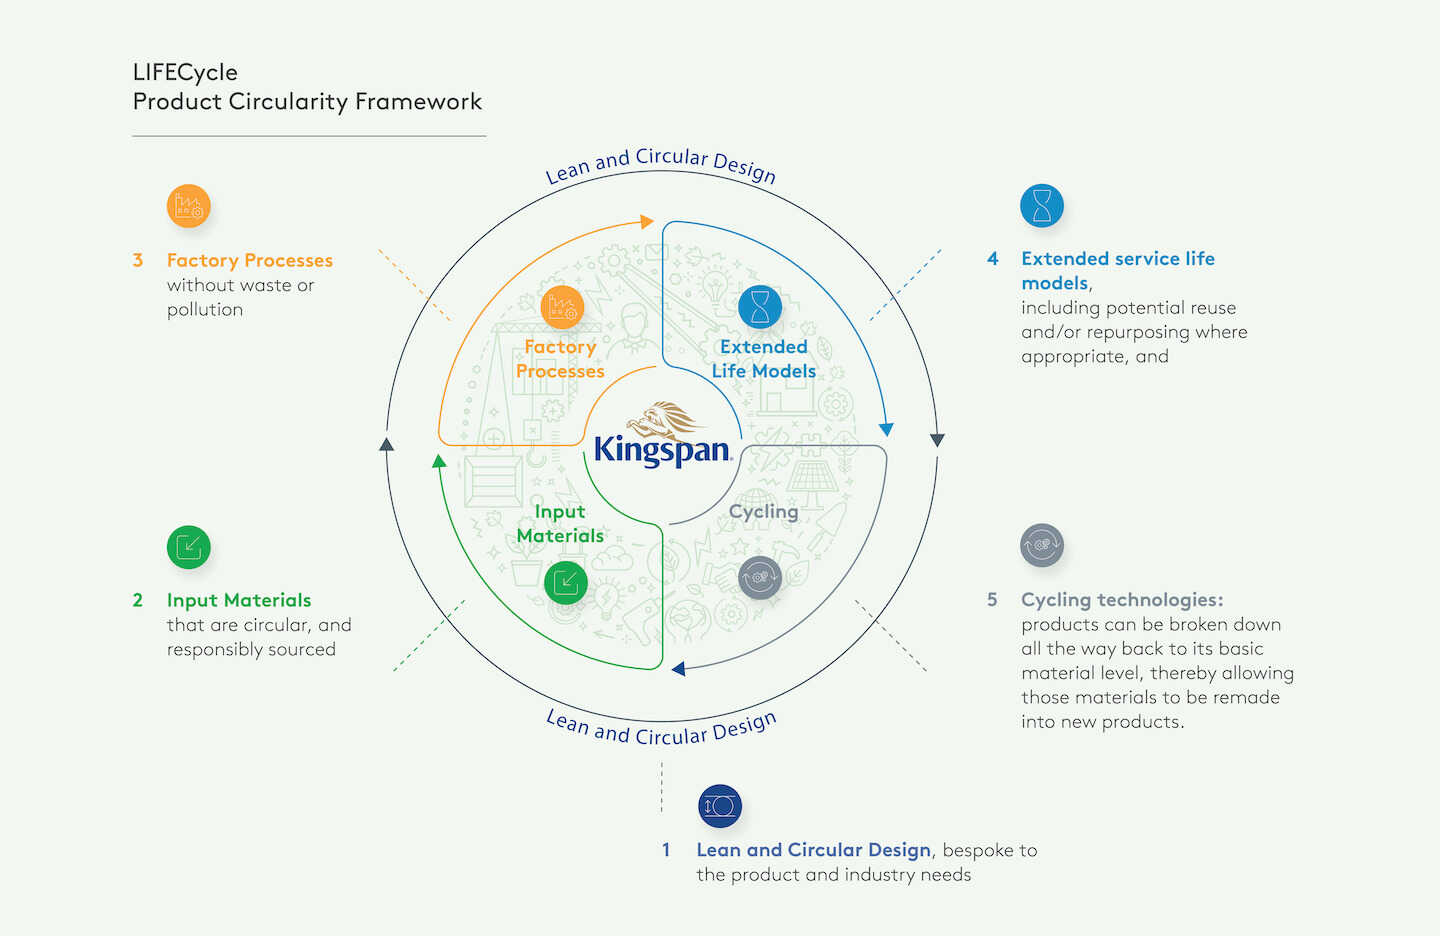 LIFECycle
Product Circularity Framework
Lean and Circular Design
3 Factory Processes
without waste or
pollution
4 Extended service life
models,
including potential reuse
and/or repurposing where
appropriate, and
Factory
Processes
Extended
Life Models
Kingspan
Input
Materials
Cycling
2 Input Materials
that are circular, and
responsibly sourced
5 Cycling technologies:
products can be broken down
all the way back to its basic
material level, thereby allowing
those materials to be remade
into new products.
Lean and Circular Design
1 Lean and Circular Design, bespoke to
the product and industry needs